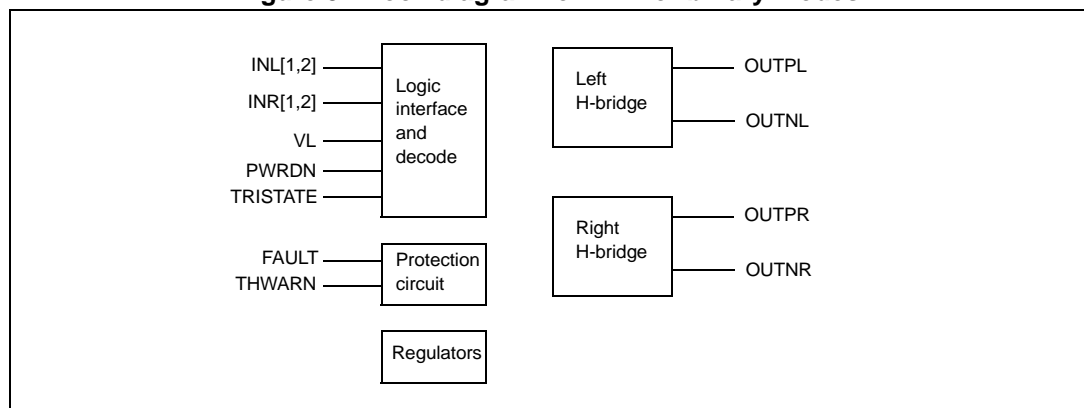 INL[1,2]
INR[1,2]
VL
PWRDN
TRISTATE
Logic
interface
and
decode
FAULT
THWARN
Protection
circuit
Regulators
Left
H-bridge
OUTPL
OUTNL
Right
H-bridge
OUTPR
OUTNR